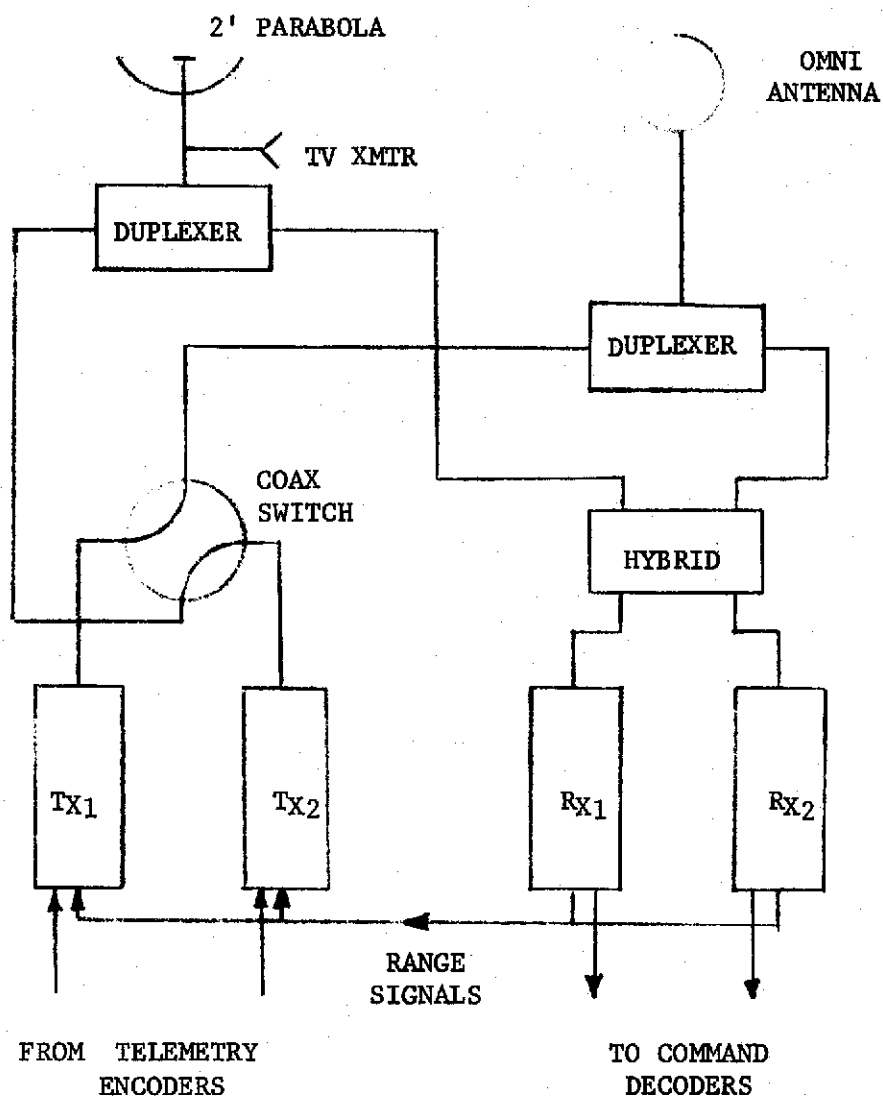 2' PARABOLA
OMNI
ANTENNA
TV XMTR
DUPLEXER
DUPLEXER
COAX
SWITCH
HYBRID
TX1
TX2
RX1
RX2
RANGE
SIGNALS
FROM TELEMETRY
ENCODERS
TO COMMAND
DECODERS